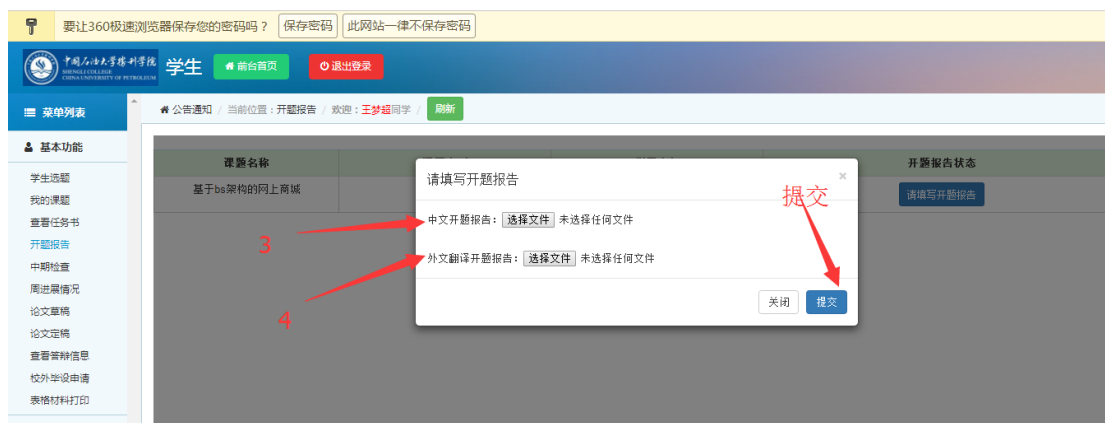 要让360极速浏览器保存您的密码吗？ 保存密码 此网站一律不保存密码
中国石油大学胜利学院
SHENGLI COLLEGE
CHINA UNIVERSITY OF PETROLEUM
学生 前台首页 退出登录
菜单列表
公告通知 / 当前位置：开题报告 / 欢迎：王梦超同学 / 刷新
基本功能
学生选题
我的课题
查看任务书
开题报告
中期检查
周进展情况
论文草稿
论文定稿
查看答辩信息
校外毕设申请
表格材料打印
课题名称 开题报告状态
基于bs架构的网上商城 请填写开题报告
请填写开题报告 ×
提交
中文开题报告： 选择文件 未选择任何文件
3
外文翻译开题报告： 选择文件 未选择任何文件
4
关闭 提交